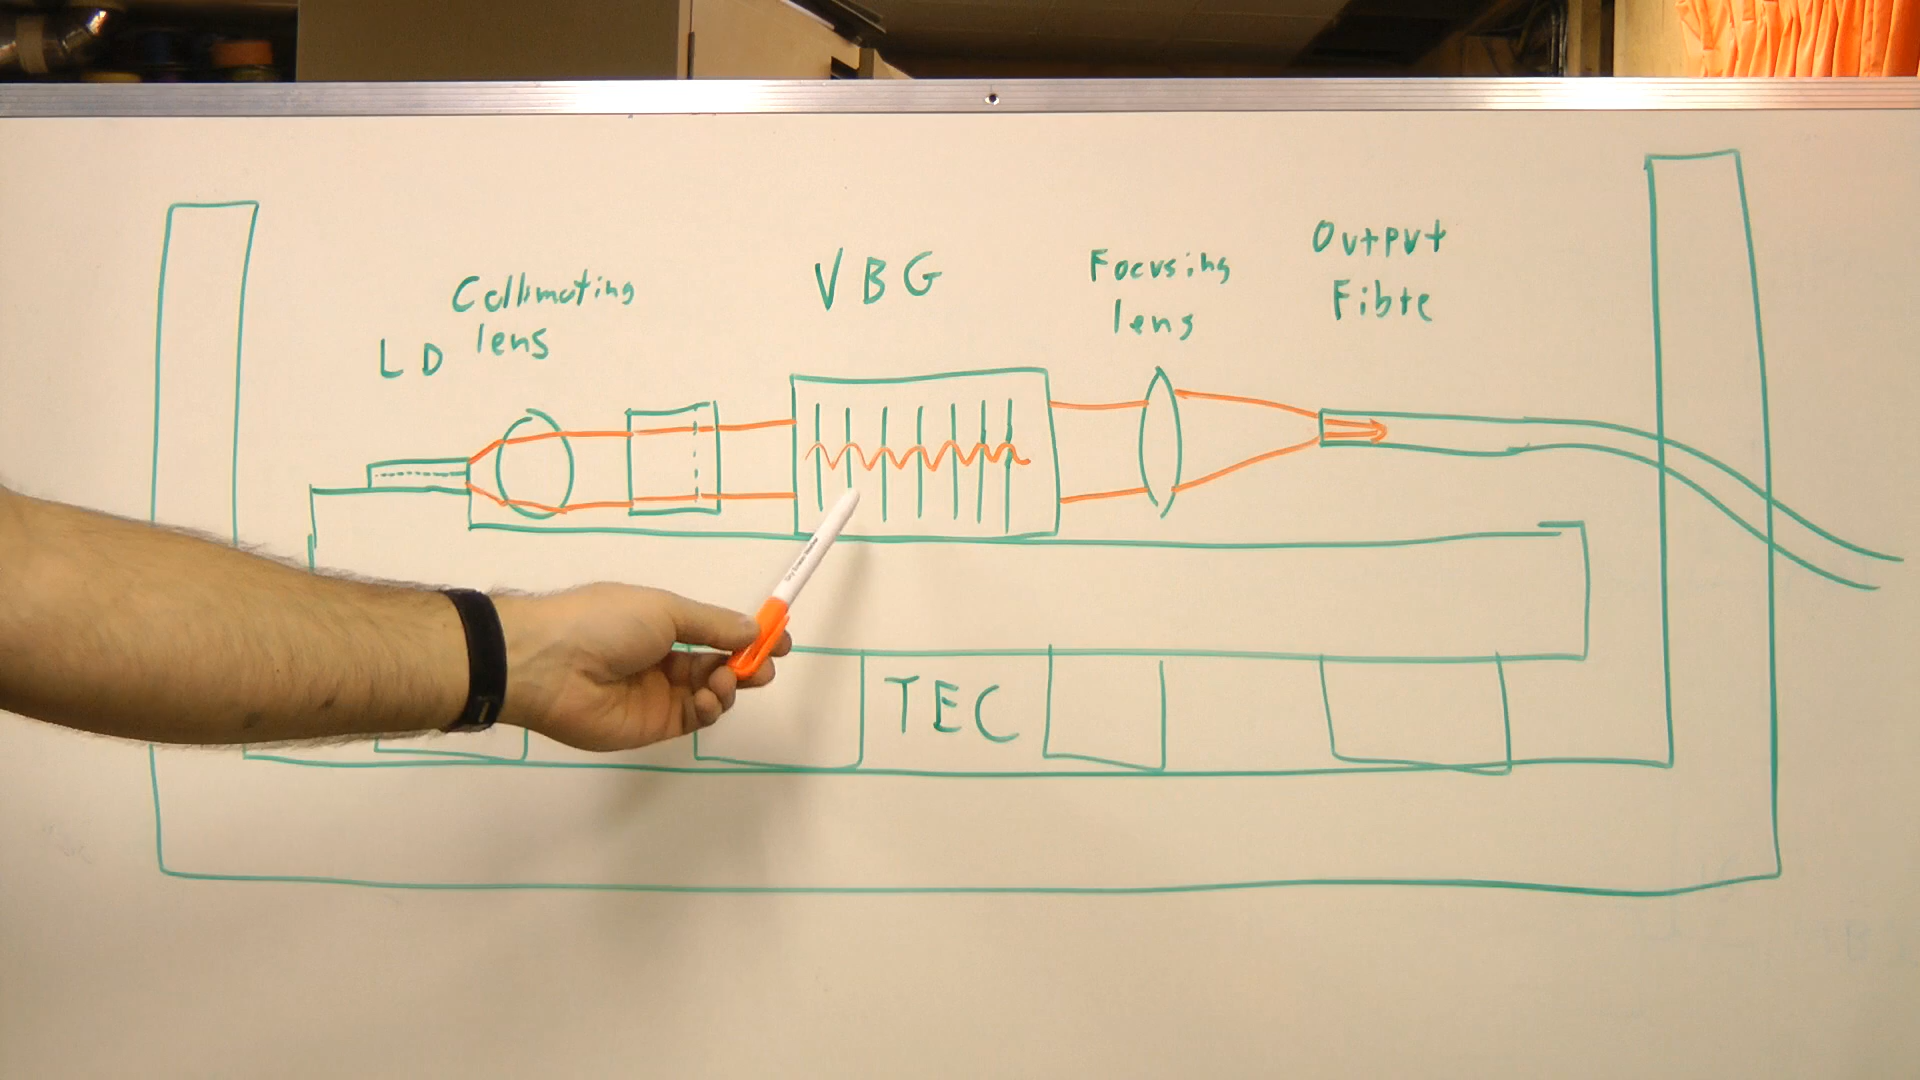 LD
Collimating
lens
VBG
Focusing
lens
Output
Fibre
TEC